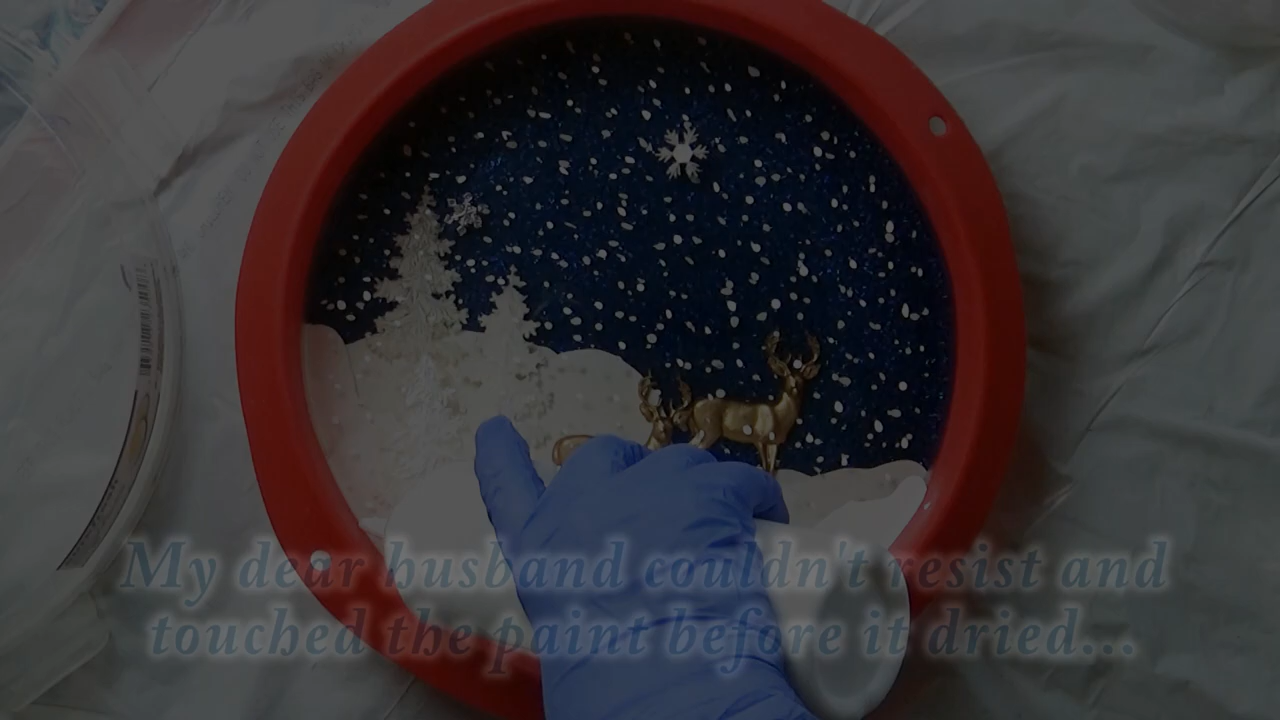 My dear husband couldn't resist and
touched the paint before it dried...